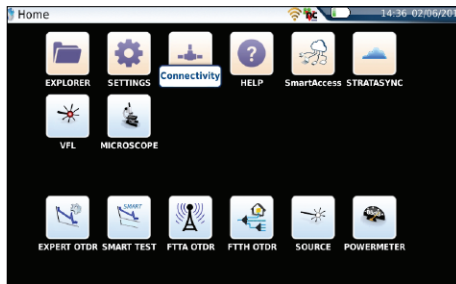 Home
14:36 02/06/201
EXPLORER SETTINGS Connectivity HELP SmartAccess STRATASYNC
VFL MICROSCOPE
EXPERT OTDR SMART TEST FTTA OTDR FTTH OTDR SOURCE POWERMETER
SMART